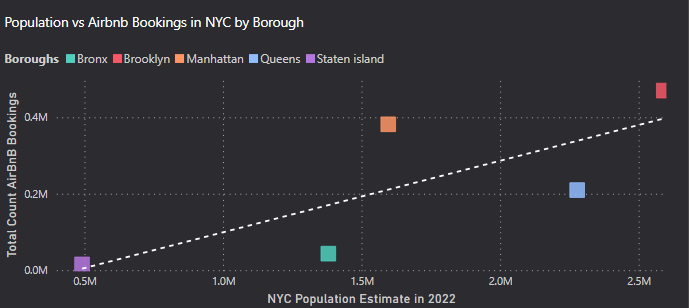 Population vs Airbnb Bookings in NYC by Borough
Boroughs Bronx Brooklyn Manhattan Queens Staten island
Total Count AirBnB Bookings
0.4M
0.2M
0.0M
0.5M 1.0M 1.5M 2.0M 2.5M
NYC Population Estimate in 2022